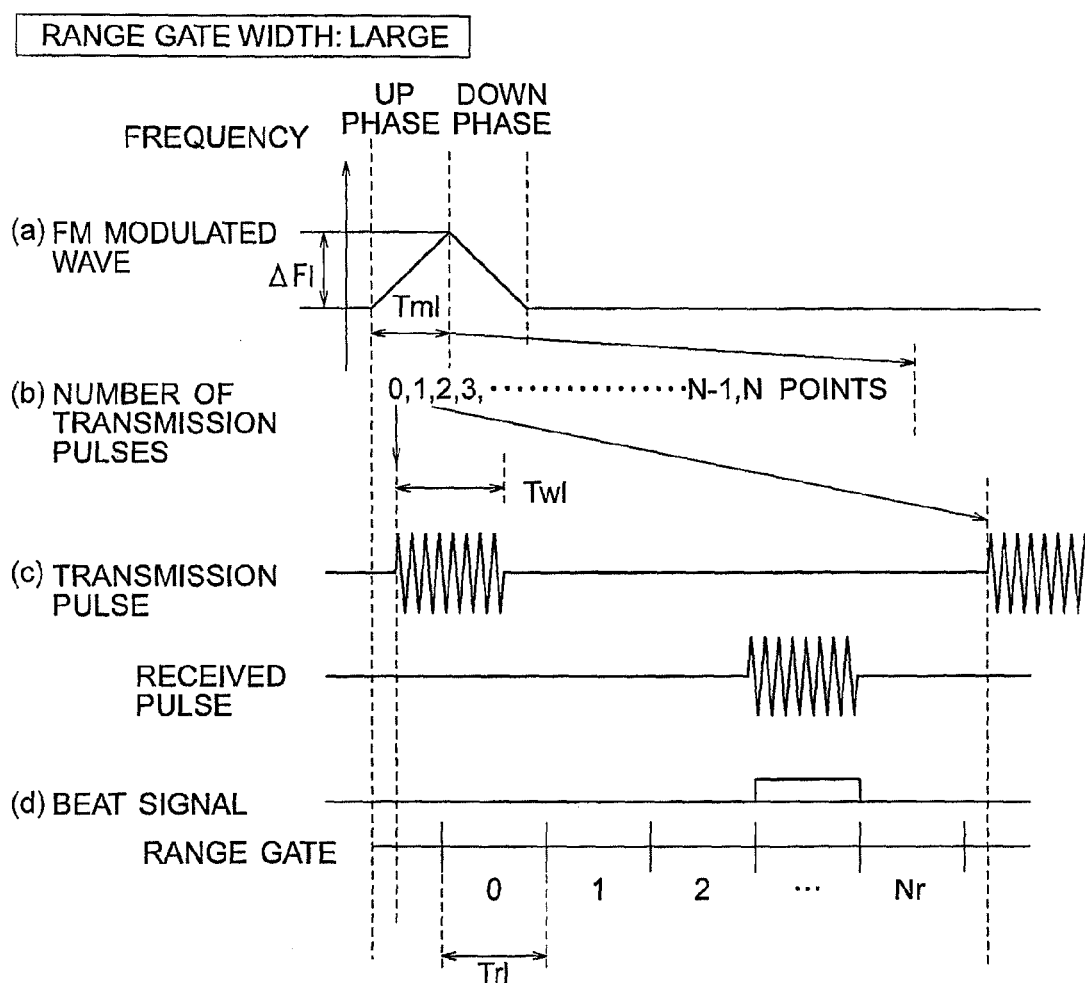 RANGE GATE WIDTH: LARGE
UP PHASE
DOWN PHASE
FREQUENCY
(a) FM MODULATED
WAVE
ΔFl
Tml
(b) NUMBER OF
TRANSMISSION
PULSES
0,1,2,3,··················N-1,N POINTS
Twl
(c) TRANSMISSION
PULSE
RECEIVED
PULSE
(d) BEAT SIGNAL
RANGE GATE
0 1 2 ··· Nr
Trl